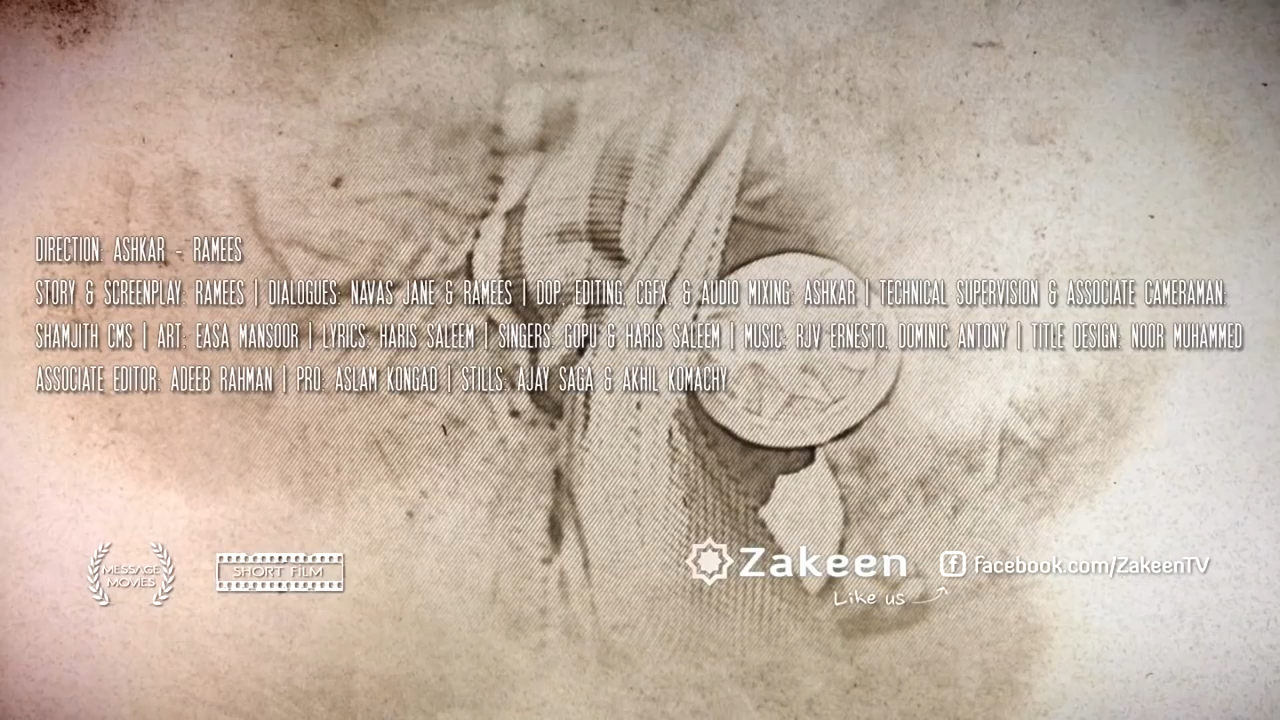 DIRECTION: ASHKAR - RAMEES
STORY & SCREENPLAY: RAMEES | DIALOGUES: NAVAS JANE & RAMEES | DOP, EDITING, CGFX, & AUDIO MIXING: ASHKAR | TECHNICAL SUPERVISION & ASSOCIATE CAMERAMAN:
SHAMJITH CMS | ART: EASA MANSOOR | LYRICS: HARIS SALEEM | SINGERS: GOPU & HARIS SALEEM | MUSIC: RJV ERNESTO, DOMINIC ANTONY | TITLE DESIGN: NOOR MUHAMMED
ASSOCIATE EDITOR: ADEEB RAHMAN | PRO: ASLAM KONGAD | STILLS: AJAY SAGA & AKHIL KOMACHY
MESSAGE
MOVIES
SHORT FILM
Zakeen
facebook.com/ZakeenTV
Like us